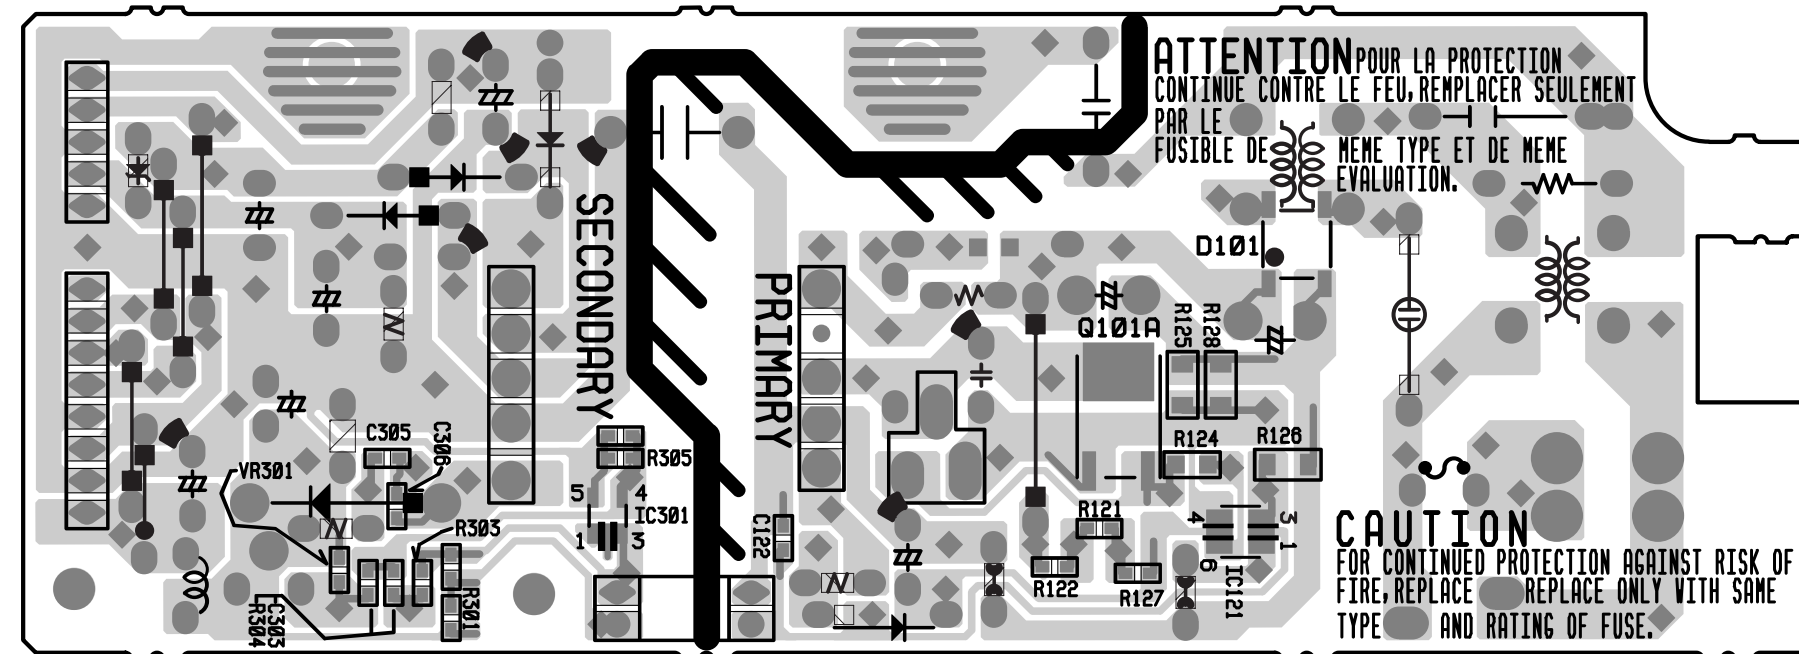 ATTENTION POUR LA PROTECTION
CONTINUE CONTRE LE FEU,REMPLACER SEULEMENT
PAR LE
FUSIBLE DE MEME TYPE ET DE MEME
EVALUATION.
SECONDARY
PRIMARY
D101
Q101A
R125
R128
C305
C306
R305
R124
R126
VR301
5
4
IC301
1
3
R303
C122
R121
R122
R127
4
3
1
6
IC121
C303
R304
R301
CAUTION
FOR CONTINUED PROTECTION AGAINST RISK OF
FIRE,REPLACE REPLACE ONLY WITH SAME
TYPE AND RATING OF FUSE.